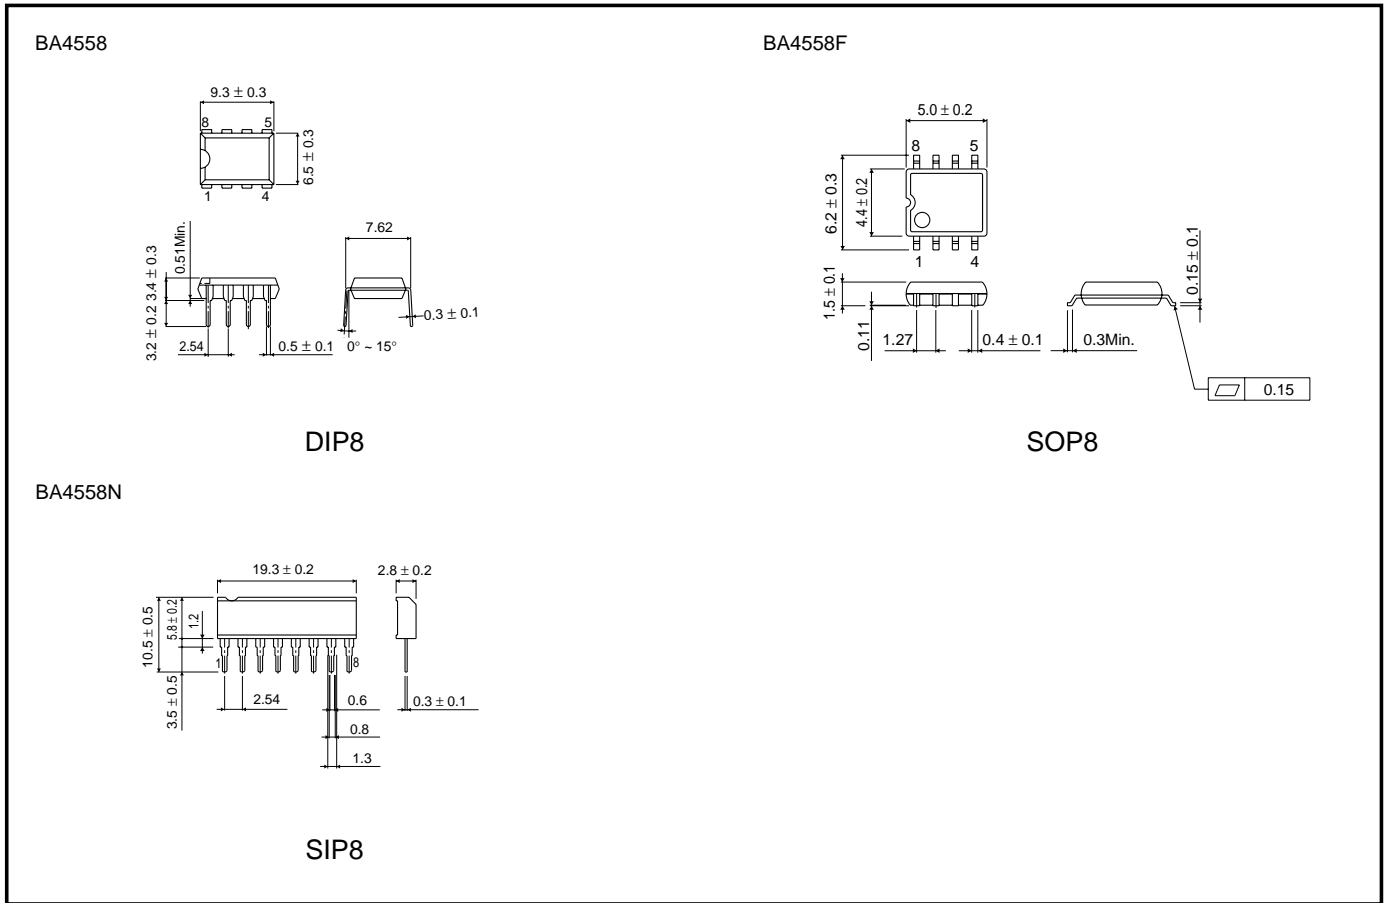 BA4558
9.3 ± 0.3
8 5
6.5 ± 0.3
1 4
0.51Min.
3.2 ± 0.2 3.4 ± 0.3
7.62
0.3 ± 0.1
2.54 0.5 ± 0.1 0° ~ 15°
DIP8
BA4558F
5.0 ± 0.2
8 5
6.2 ± 0.3
4.4 ± 0.2
1 4
1.5 ± 0.1
0.11
0.15 ± 0.1
1.27 0.4 ± 0.1 0.3Min.
0.15
SOP8
BA4558N
19.3 ± 0.2 2.8 ± 0.2
10.5 ± 0.5
5.8 ± 0.2
1.2
1 8
3.5 ± 0.5
2.54 0.6 0.3 ± 0.1
0.8
1.3
SIP8